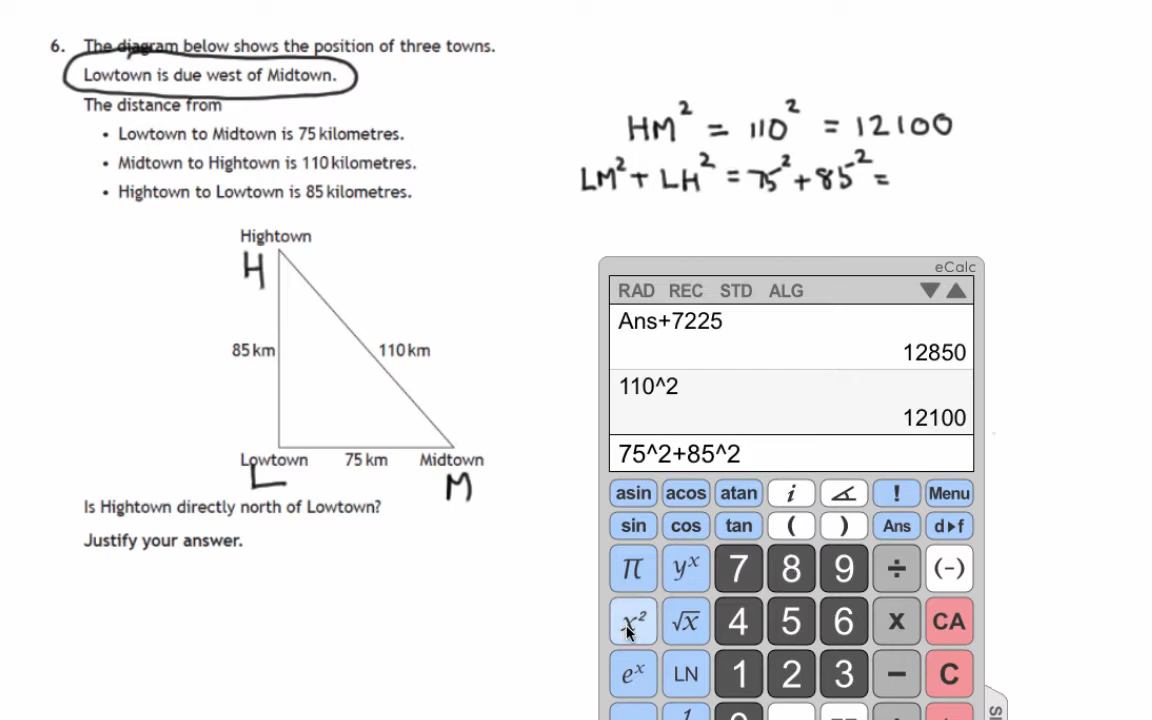 6. The diagram below shows the position of three towns.
Lowtown is due west of Midtown.
The distance from
• Lowtown to Midtown is 75 kilometres.
• Midtown to Hightown is 110 kilometres.
• Hightown to Lowtown is 85 kilometres.
Hightown
H
85 km
110 km
Lowtown 75 km Midtown
L
M
Is Hightown directly north of Lowtown?
Justify your answer.
HM² = 110² = 12100
LM² + LH² = 75² + 85² =
eCalc
RAD REC STD ALG ▼ ▲
Ans+7225
12850
110^2
12100
75^2+85^2
asin acos atan i ∠ ! Menu
sin cos tan ( ) Ans d▸f
π yˣ 7 8 9 ÷ (−)
x² √x 4 5 6 X CA
eˣ LN 1 2 3 − C